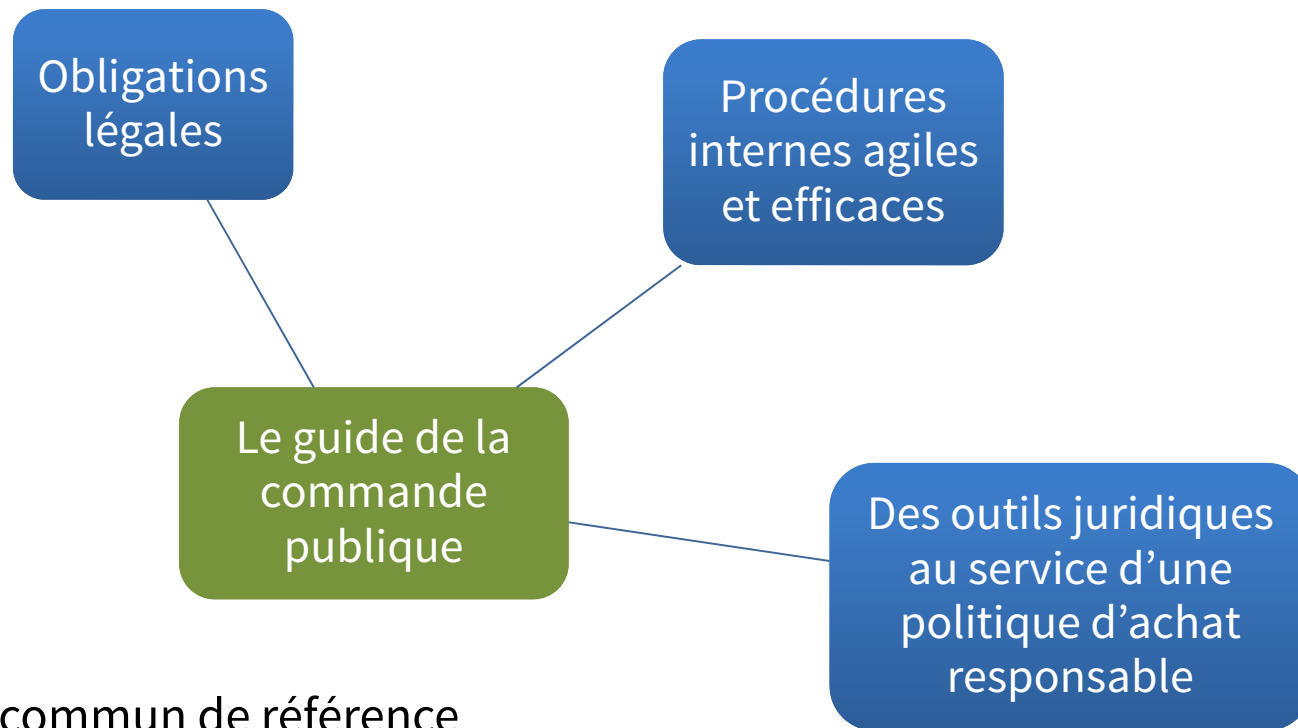 Obligations
légales
Procédures
internes agiles
et efficaces
Le guide de la
commande
publique
Des outils juridiques
au service d’une
politique d’achat
responsable
commun de référence